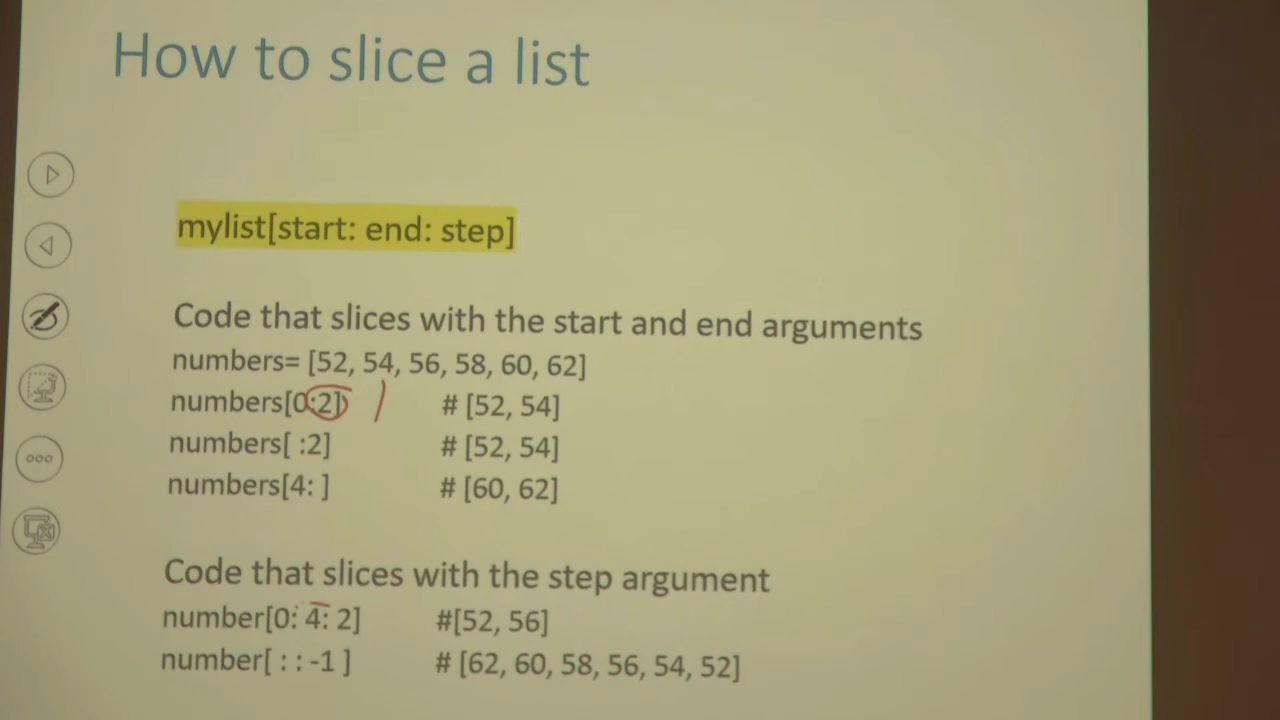 How to slice a list
mylist[start: end: step]
Code that slices with the start and end arguments
numbers= [52, 54, 56, 58, 60, 62]
numbers[0:2] # [52, 54]
numbers[ :2] # [52, 54]
numbers[4: ] # [60, 62]
Code that slices with the step argument
number[0: 4: 2] #[52, 56]
number[ : : -1 ] # [62, 60, 58, 56, 54, 52]